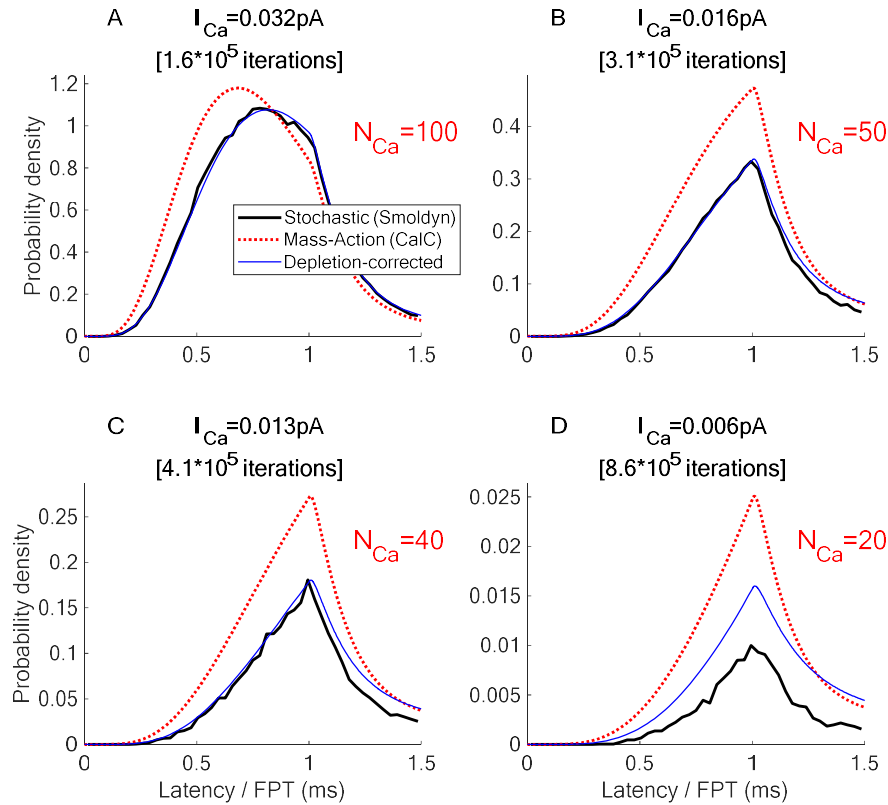 A
I_Ca=0.032pA
[1.6*10^5 iterations]
1.2
1
0.8
0.6
0.4
0.2
0
Probability density
N_Ca=100
Stochastic (Smoldyn)
Mass-Action (CalC)
Depletion-corrected
0 0.5 1 1.5
B
I_Ca=0.016pA
[3.1*10^5 iterations]
0.4
0.3
0.2
0.1
0
N_Ca=50
0 0.5 1 1.5
C
I_Ca=0.013pA
[4.1*10^5 iterations]
0.25
0.2
0.15
0.1
0.05
0
Probability density
N_Ca=40
0 0.5 1 1.5
Latency / FPT (ms)
D
I_Ca=0.006pA
[8.6*10^5 iterations]
0.025
0.02
0.015
0.01
0.005
0
N_Ca=20
0 0.5 1 1.5
Latency / FPT (ms)